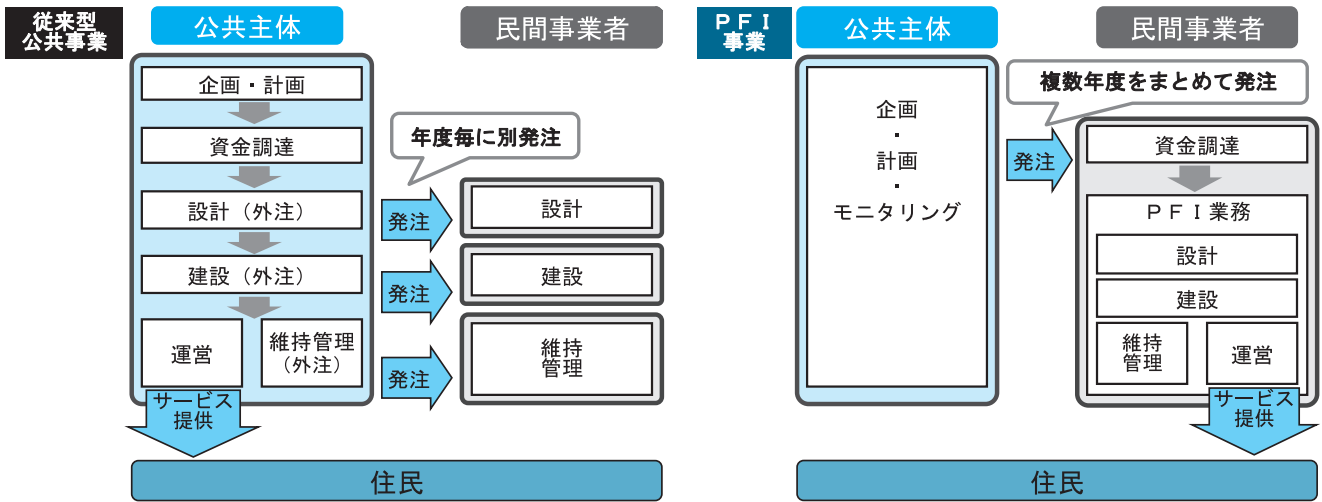 従来型
公共事業
公共主体
民間事業者
企画・計画
資金調達
設計（外注）
建設（外注）
運営
維持管理
（外注）
年度毎に別発注
発注
設計
発注
建設
発注
維持
管理
サービス
提供
住民
ＰＦＩ
事業
公共主体
民間事業者
企画
・
計画
・
モニタリング
複数年度をまとめて発注
発注
資金調達
ＰＦＩ業務
設計
建設
維持
管理
運営
サービス
提供
住民